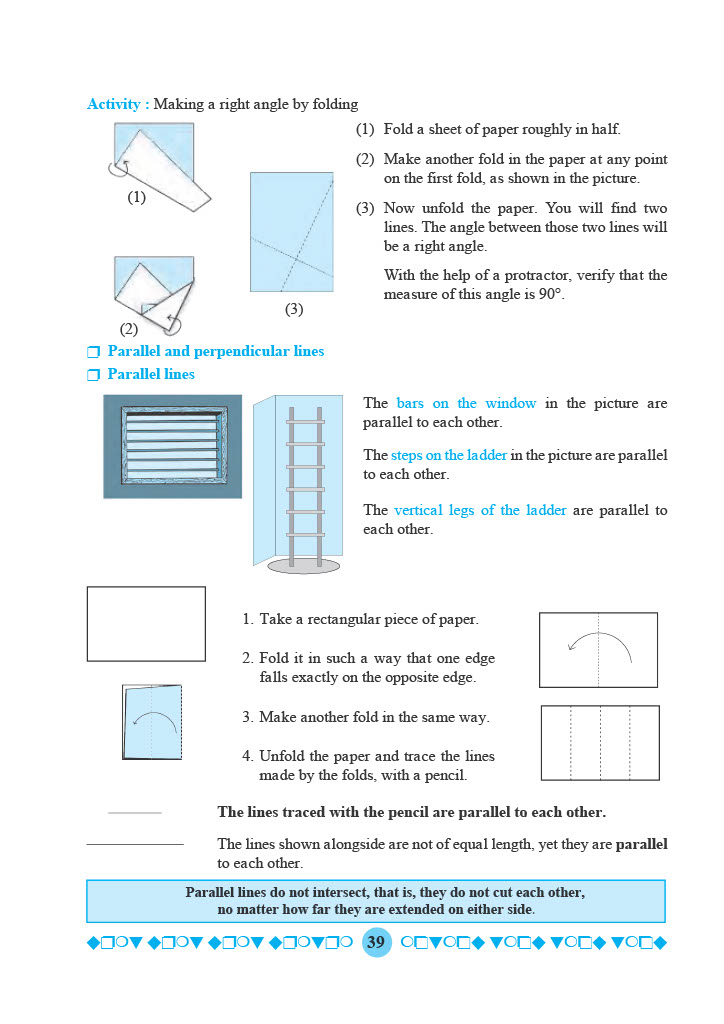 Activity : Making a right angle by folding
(1) Fold a sheet of paper roughly in half.
(2) Make another fold in the paper at any point
on the first fold, as shown in the picture.
(3) Now unfold the paper. You will find two
lines. The angle between those two lines will
be a right angle.
With the help of a protractor, verify that the
measure of this angle is 90°.
(1)
(2)
(3)
❒ Parallel and perpendicular lines
❒ Parallel lines
The bars on the window in the picture are
parallel to each other.
The steps on the ladder in the picture are parallel
to each other.
The vertical legs of the ladder are parallel to
each other.
1. Take a rectangular piece of paper.
2. Fold it in such a way that one edge
falls exactly on the opposite edge.
3. Make another fold in the same way.
4. Unfold the paper and trace the lines
made by the folds, with a pencil.
The lines traced with the pencil are parallel to each other.
The lines shown alongside are not of equal length, yet they are parallel
to each other.
Parallel lines do not intersect, that is, they do not cut each other,
no matter how far they are extended on either side.
39